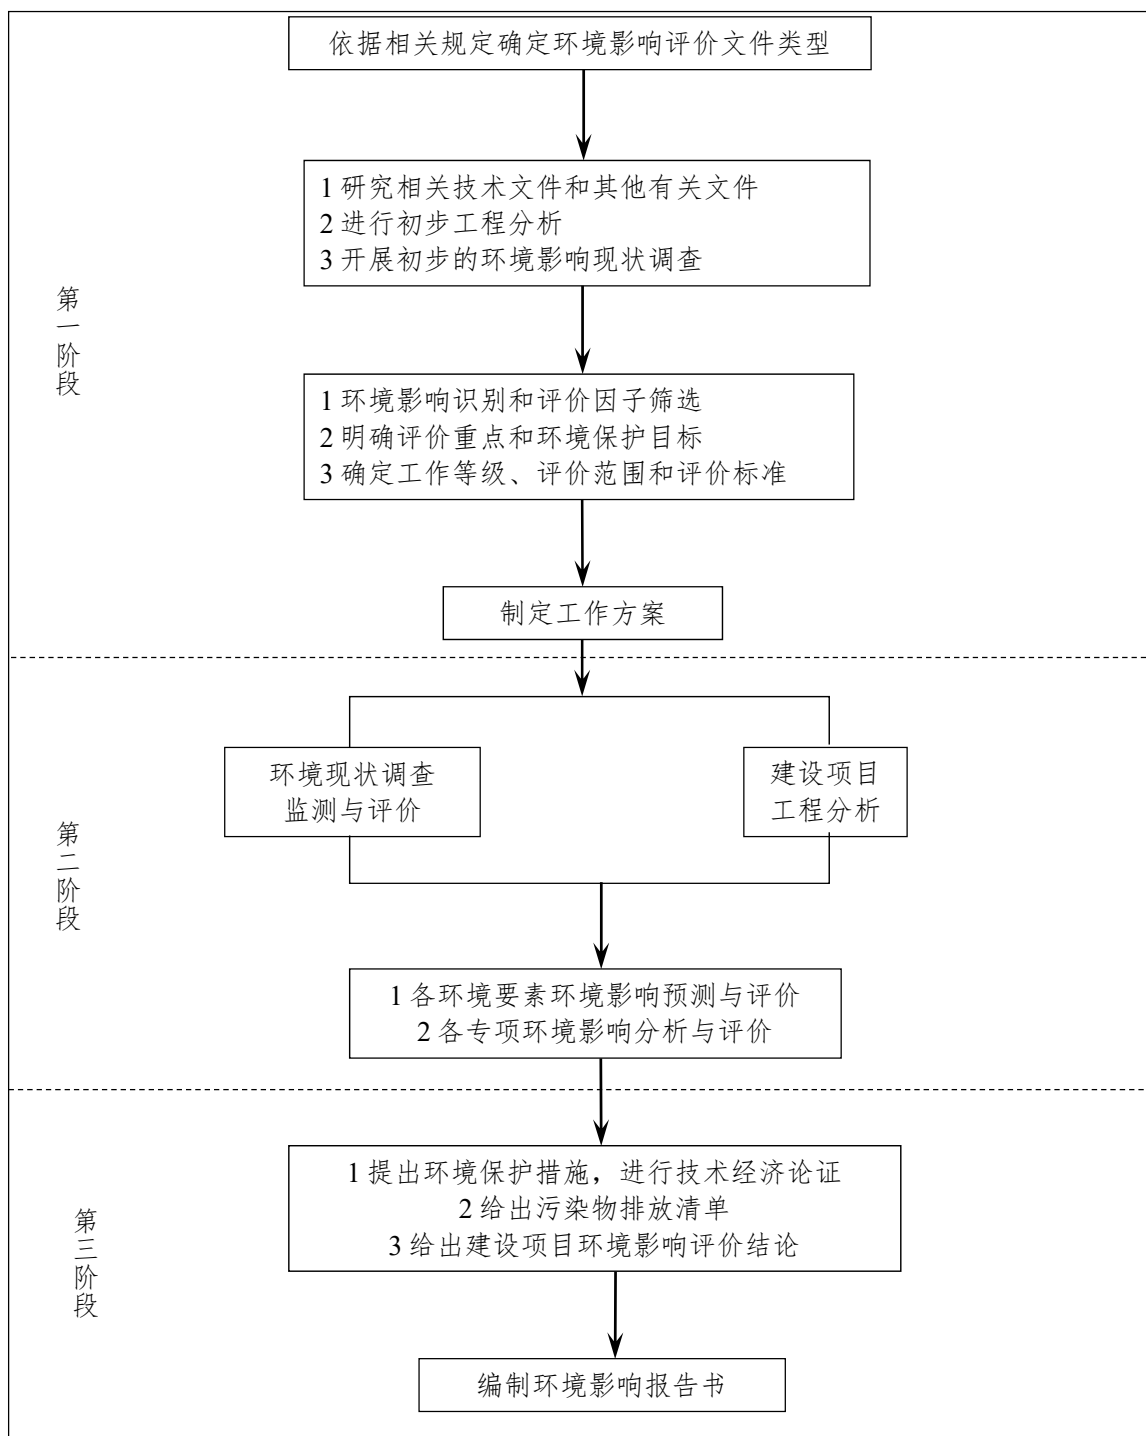 依据相关规定确定环境影响评价文件类型
1 研究相关技术文件和其他有关文件
2 进行初步工程分析
3 开展初步的环境影响现状调查
第一阶段
1 环境影响识别和评价因子筛选
2 明确评价重点和环境保护目标
3 确定工作等级、评价范围和评价标准
制定工作方案
环境现状调查
监测与评价
建设项目
工程分析
第二阶段
1 各环境要素环境影响预测与评价
2 各专项环境影响分析与评价
1 提出环境保护措施，进行技术经济论证
2 给出污染物排放清单
3 给出建设项目环境影响评价结论
第三阶段
编制环境影响报告书